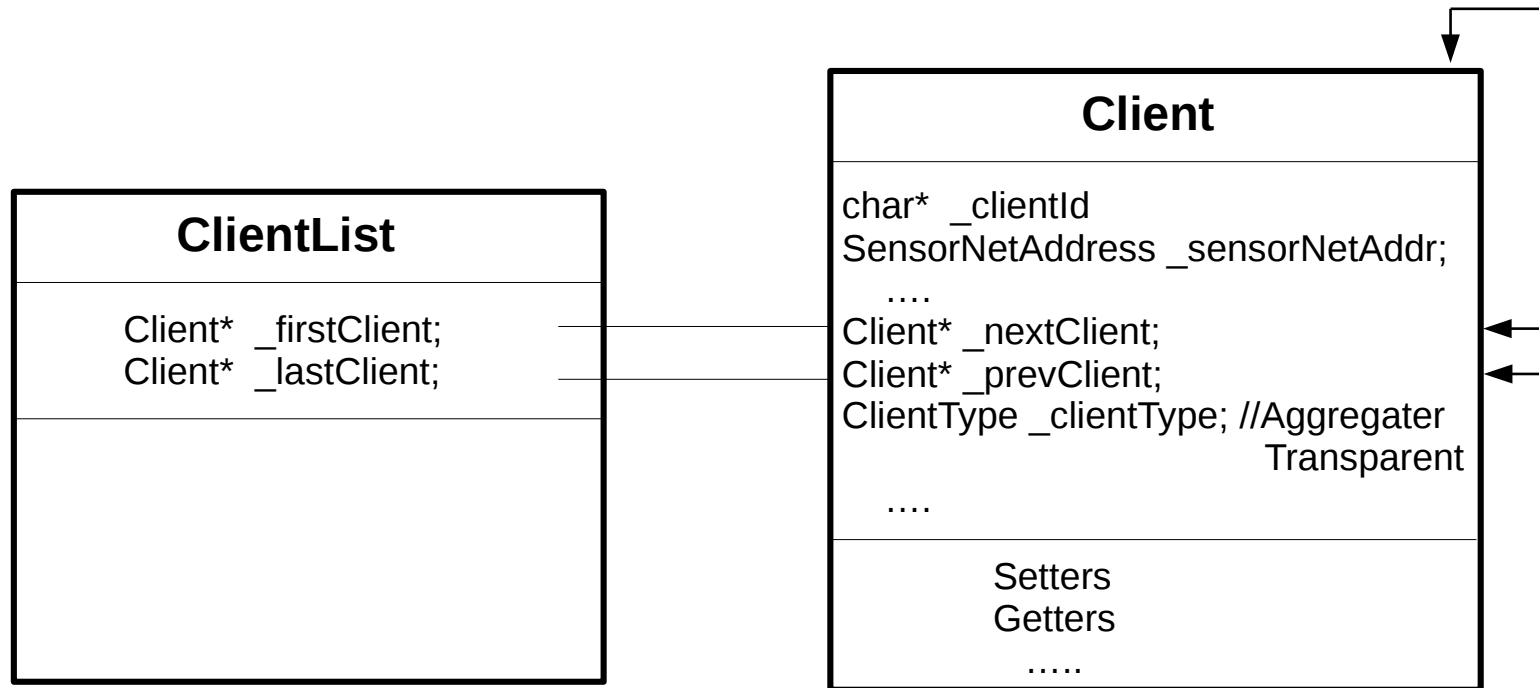 ClientList
Client* _firstClient;
Client* _lastClient;
Client
char* _clientId
SensorNetAddress _sensorNetAddr;
....
Client* _nextClient;
Client* _prevClient;
ClientType _clientType; //Aggregater
Transparent
....
Setters
Getters
.....